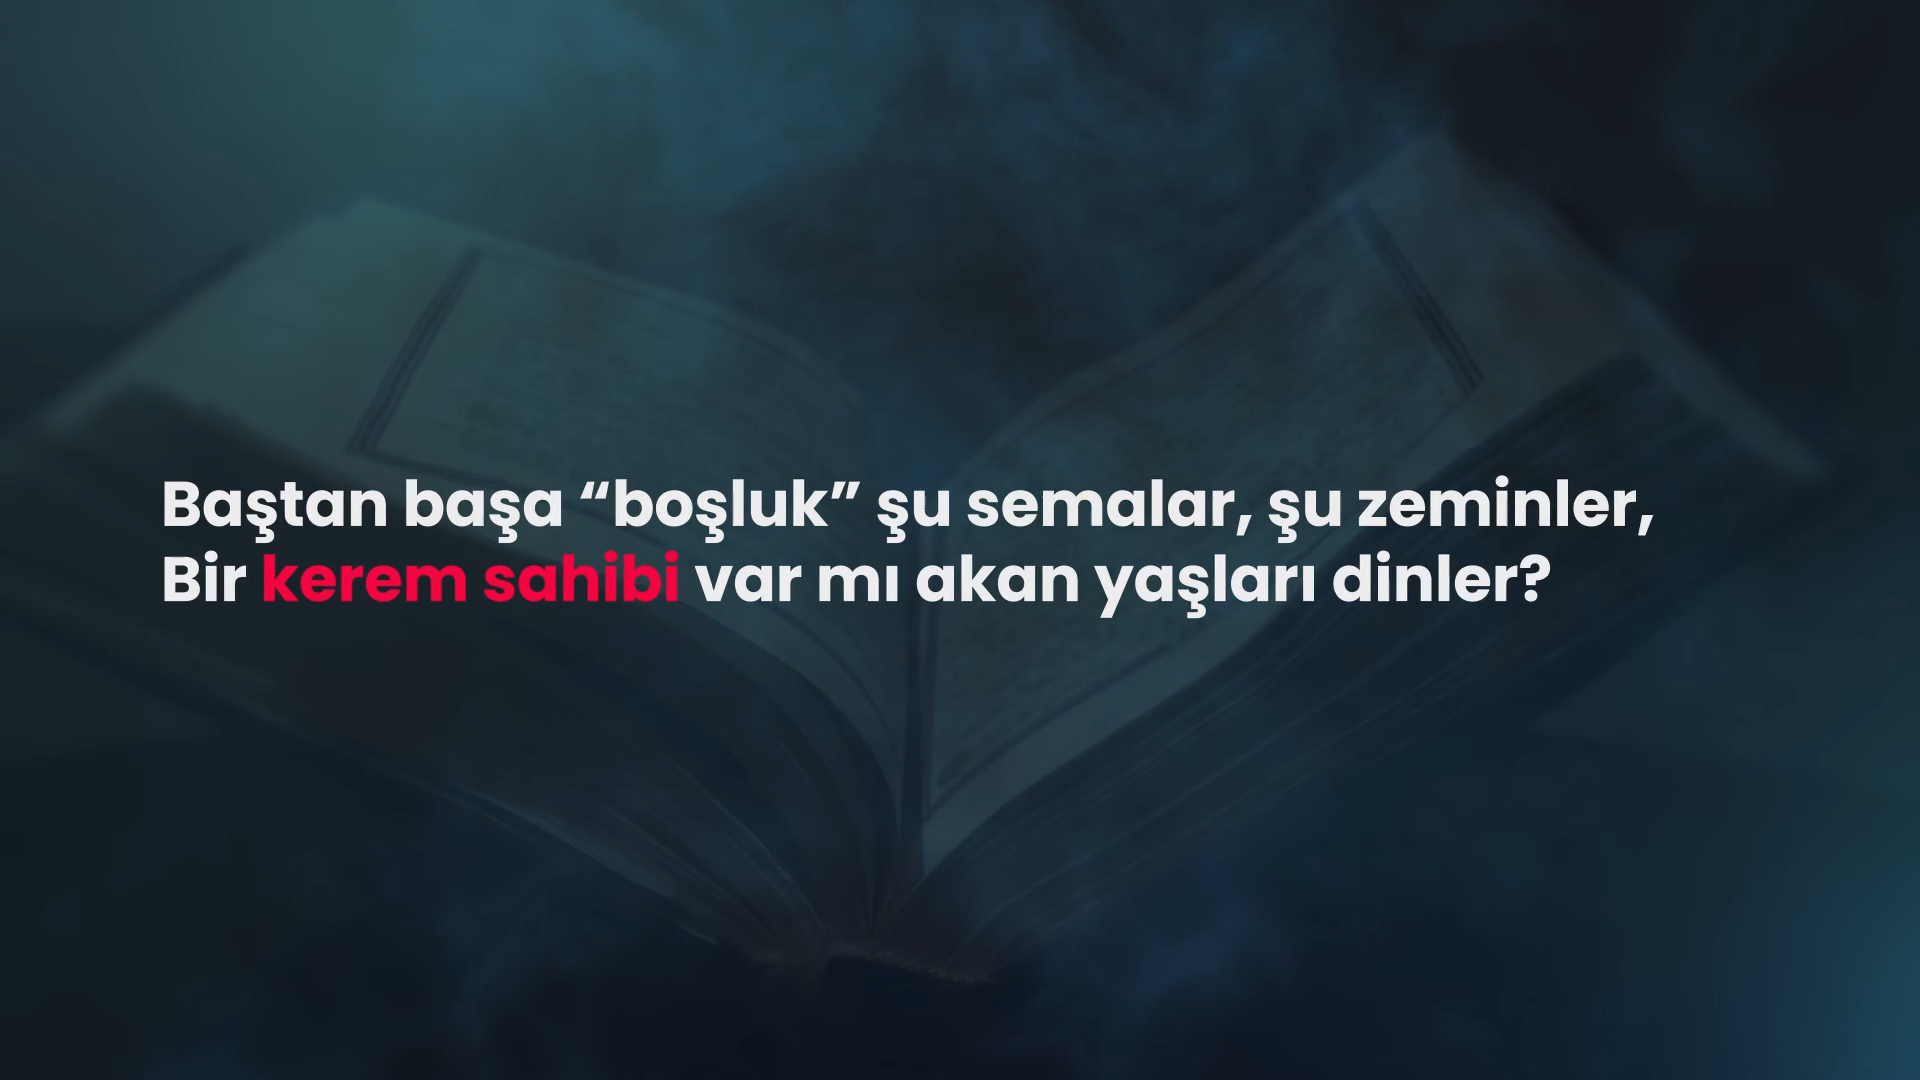 Baştan başa “boşluk” şu semalar, şu zeminler,
Bir kerem sahibi var mı akan yaşları dinler?